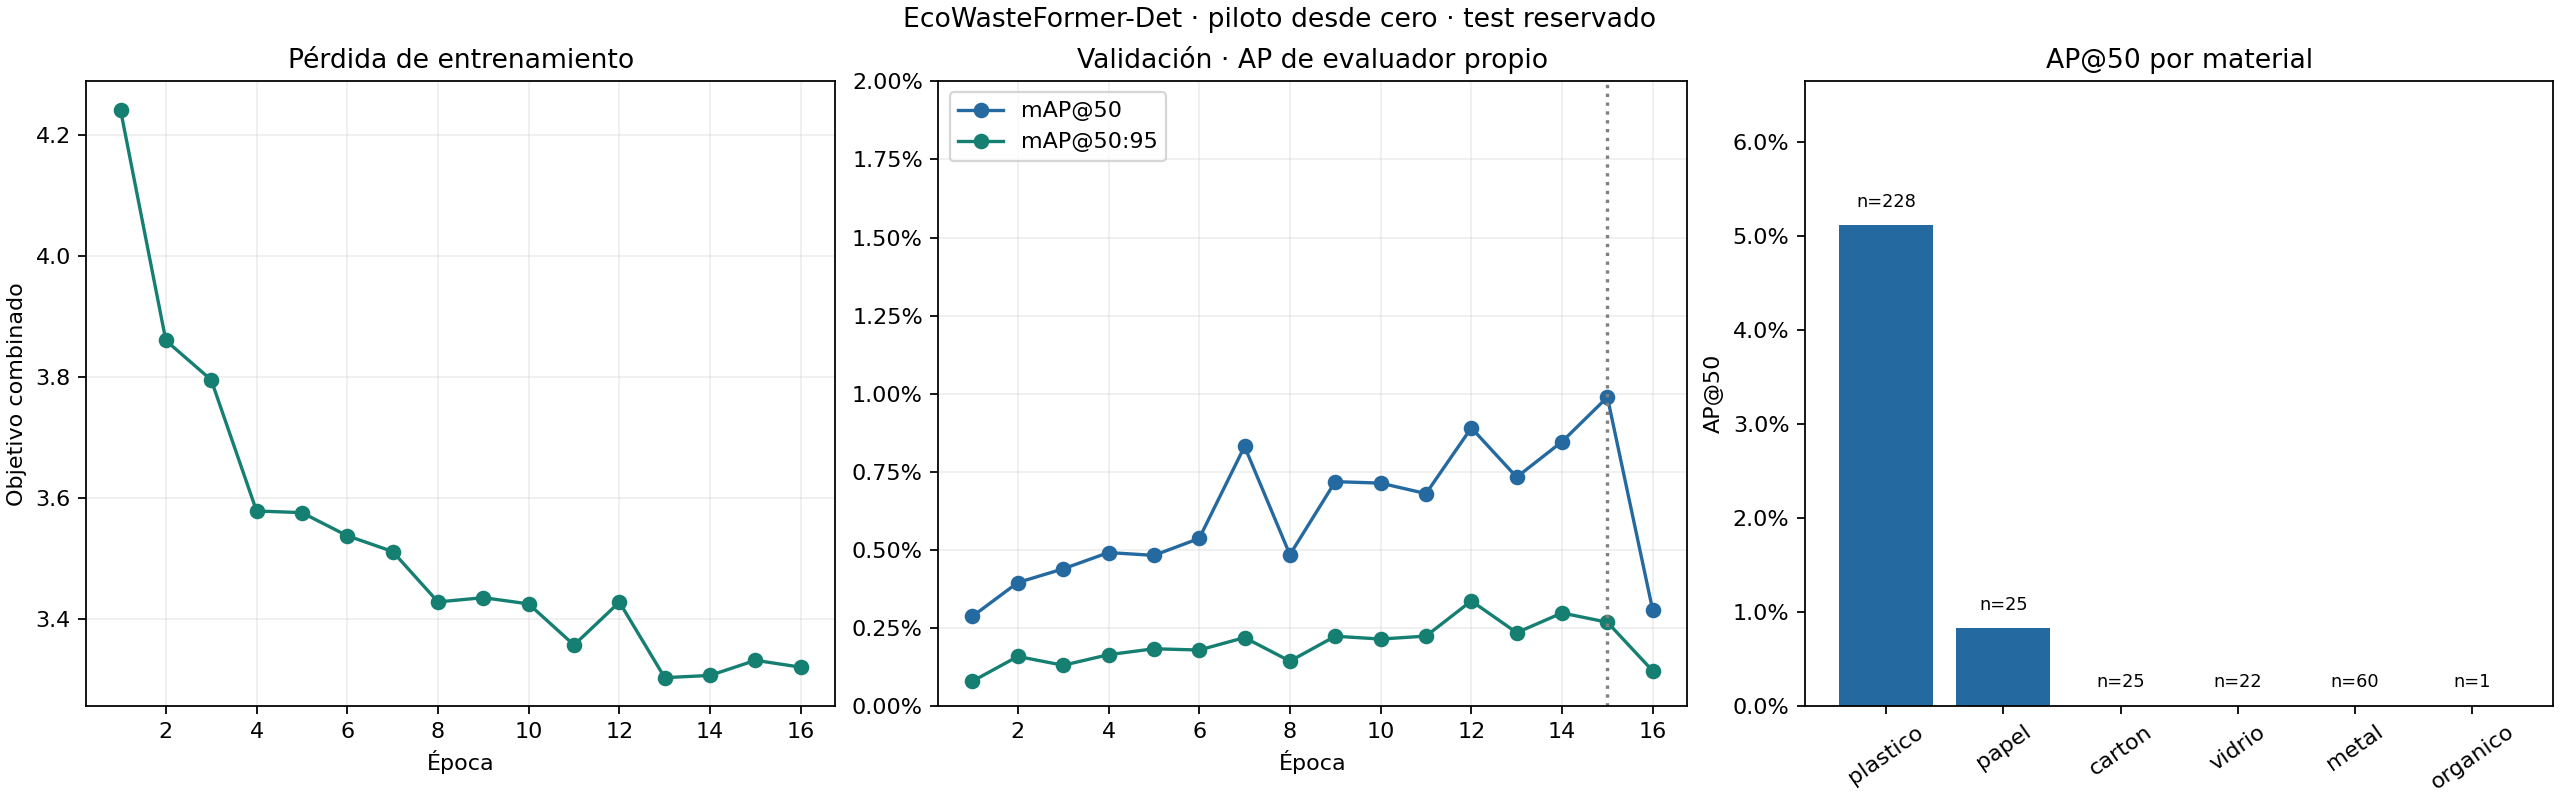 EcoWasteFormer-Det · piloto desde cero · test reservado
Pérdida de entrenamiento
Objetivo combinado
4.2
4.0
3.8
3.6
3.4
2 4 6 8 10 12 14 16
Época
Validación · AP de evaluador propio
mAP@50
mAP@50:95
2.00%
1.75%
1.50%
1.25%
1.00%
0.75%
0.50%
0.25%
0.00%
2 4 6 8 10 12 14 16
Época
AP@50 por material
AP@50
6.0%
5.0%
4.0%
3.0%
2.0%
1.0%
0.0%
n=228
n=25
n=25
n=22
n=60
n=1
plastico
papel
carton
vidrio
metal
organico